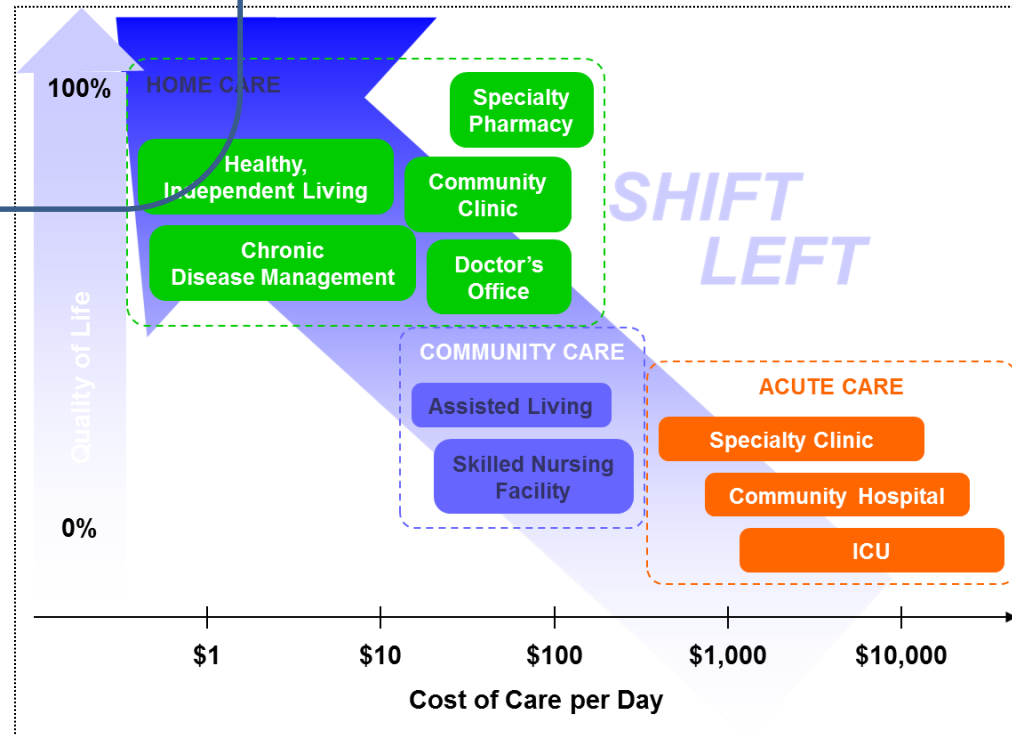 100%
HOME CARE
Specialty
Pharmacy
Healthy,
Independent Living
Community
Clinic
SHIFT
LEFT
Chronic
Disease Management
Doctor's
Office
Quality of Life
COMMUNITY CARE
Assisted Living
Skilled Nursing
Facility
ACUTE CARE
Specialty Clinic
Community Hospital
ICU
0%
$1
$10
$100
$1,000
$10,000
Cost of Care per Day